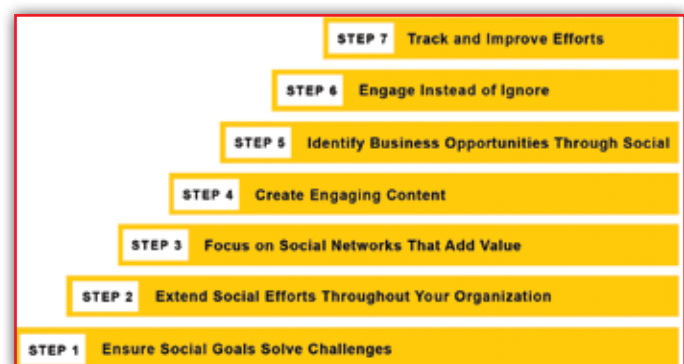 STEP 7 Track and Improve Efforts
STEP 6 Engage Instead of Ignore
STEP 5 Identify Business Opportunities Through Social
STEP 4 Create Engaging Content
STEP 3 Focus on Social Networks That Add Value
STEP 2 Extend Social Efforts Throughout Your Organization
STEP 1 Ensure Social Goals Solve Challenges